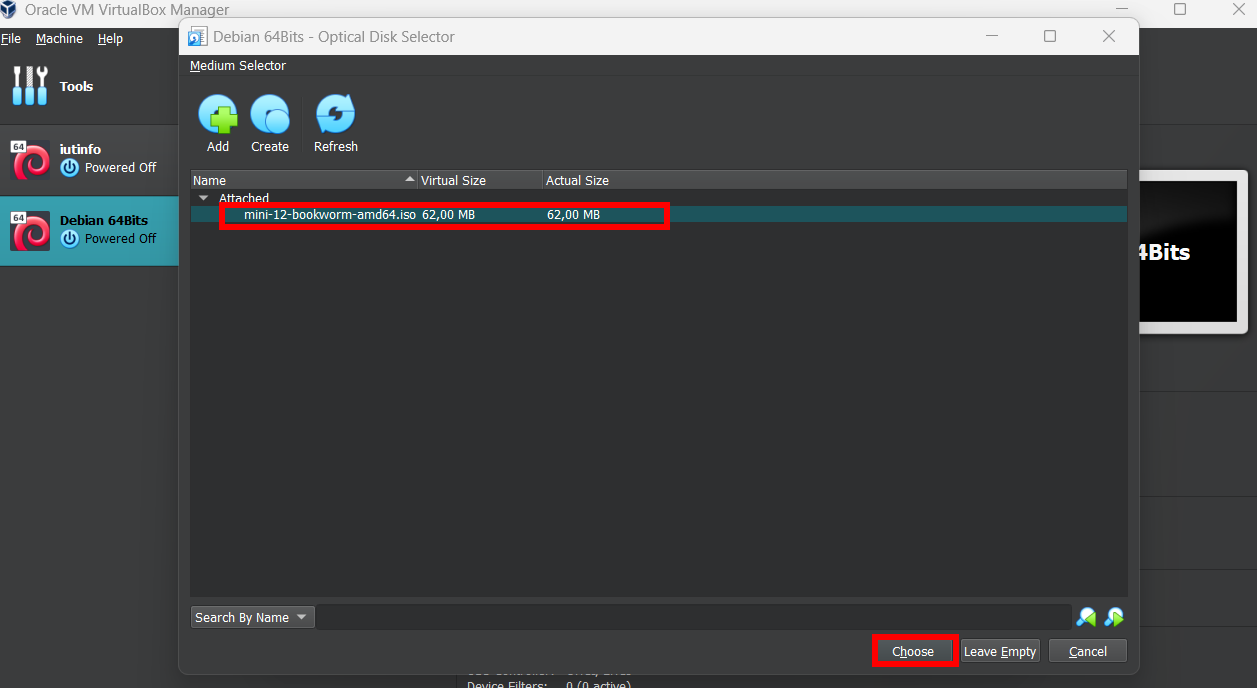 Oracle VM VirtualBox Manager
File Machine Help
Tools
64
iutinfo
Powered Off
64
Debian 64Bits
Powered Off
Debian 64Bits - Optical Disk Selector
Medium Selector
Add Create Refresh
Name Virtual Size Actual Size
Attached
mini-12-bookworm-amd64.iso 62,00 MB 62,00 MB
4Bits
Search By Name
Choose Leave Empty Cancel
Device Filters: 0 (0 active)